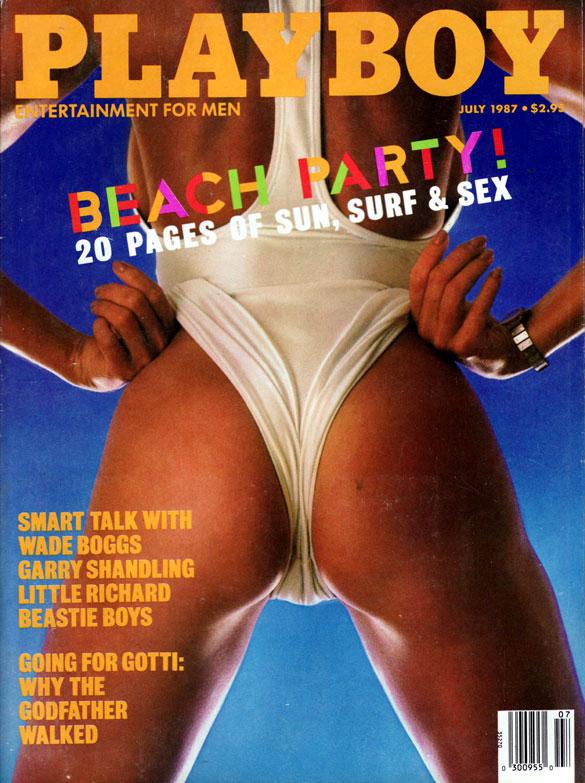 PLAYBOY
ENTERTAINMENT FOR MEN
JULY 1987 • $2.95
BEACH PARTY!
20 PAGES OF SUN, SURF & SEX
SMART TALK WITH
WADE BOGGS
GARRY SHANDLING
LITTLE RICHARD
BEASTIE BOYS
GOING FOR GOTTI:
WHY THE
GODFATHER
WALKED
07
35270
0 300955 0